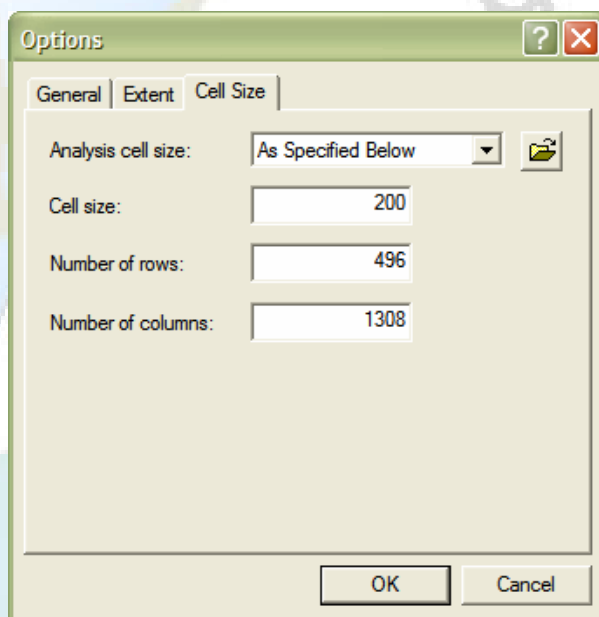 Options
General Extent Cell Size
Analysis cell size: As Specified Below
Cell size: 200
Number of rows: 496
Number of columns: 1308
OK Cancel